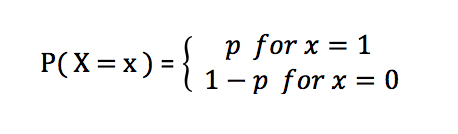 p for x = 1
P( X = x ) = {
1 − p for x = 0